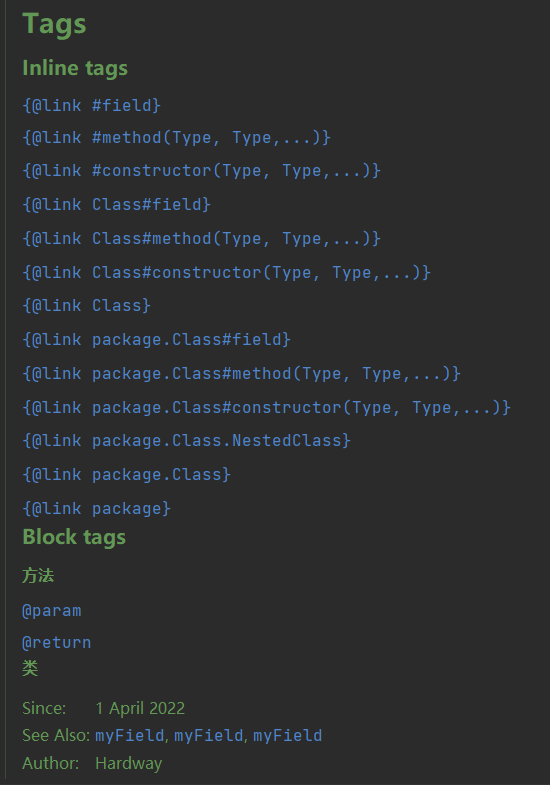 Tags
Inline tags
{@link #field}
{@link #method(Type, Type,...)}
{@link #constructor(Type, Type,...)}
{@link Class#field}
{@link Class#method(Type, Type,...)}
{@link Class#constructor(Type, Type,...)}
{@link Class}
{@link package.Class#field}
{@link package.Class#method(Type, Type,...)}
{@link package.Class#constructor(Type, Type,...)}
{@link package.Class.NestedClass}
{@link package.Class}
{@link package}
Block tags
方法
@param
@return
类
Since: 1 April 2022
See Also: myField, myField, myField
Author: Hardway